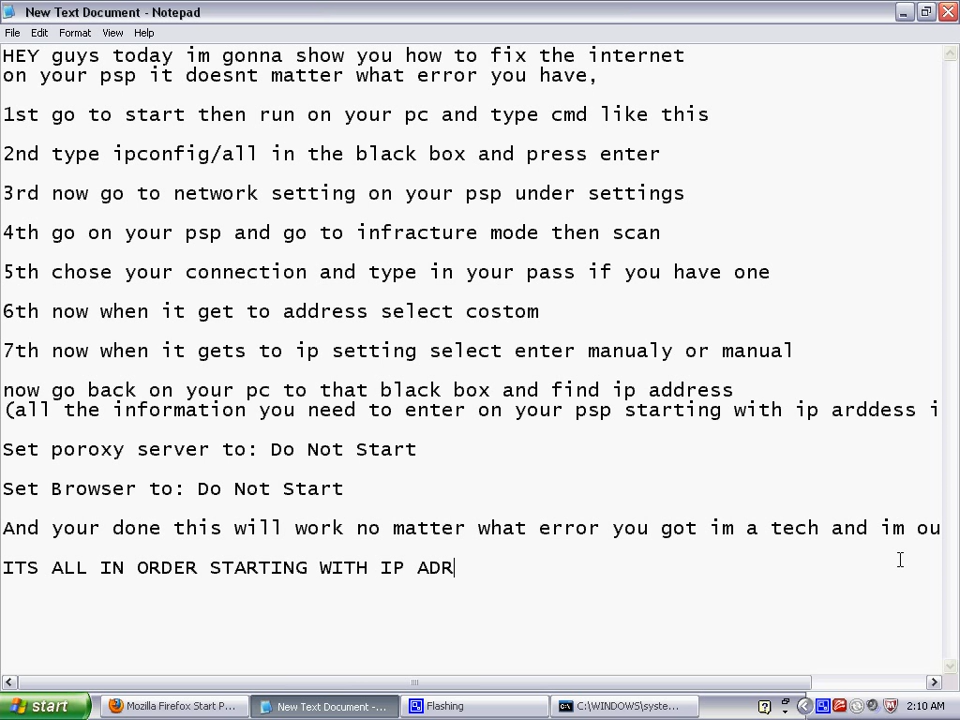 New Text Document - Notepad
File Edit Format View Help
HEY guys today im gonna show you how to fix the internet
on your psp it doesnt matter what error you have,
1st go to start then run on your pc and type cmd like this
2nd type ipconfig/all in the black box and press enter
3rd now go to network setting on your psp under settings
4th go on your psp and go to infracture mode then scan
5th chose your connection and type in your pass if you have one
6th now when it get to address select costom
7th now when it gets to ip setting select enter manualy or manual
now go back on your pc to that black box and find ip address
(all the information you need to enter on your psp starting with ip arddess i
Set poroxy server to: Do Not Start
Set Browser to: Do Not Start
And your done this will work no matter what error you got im a tech and im ou
ITS ALL IN ORDER STARTING WITH IP ADR
start Mozilla Firefox Start P... New Text Document -... Flashing C:\WINDOWS\syste... 2:10 AM